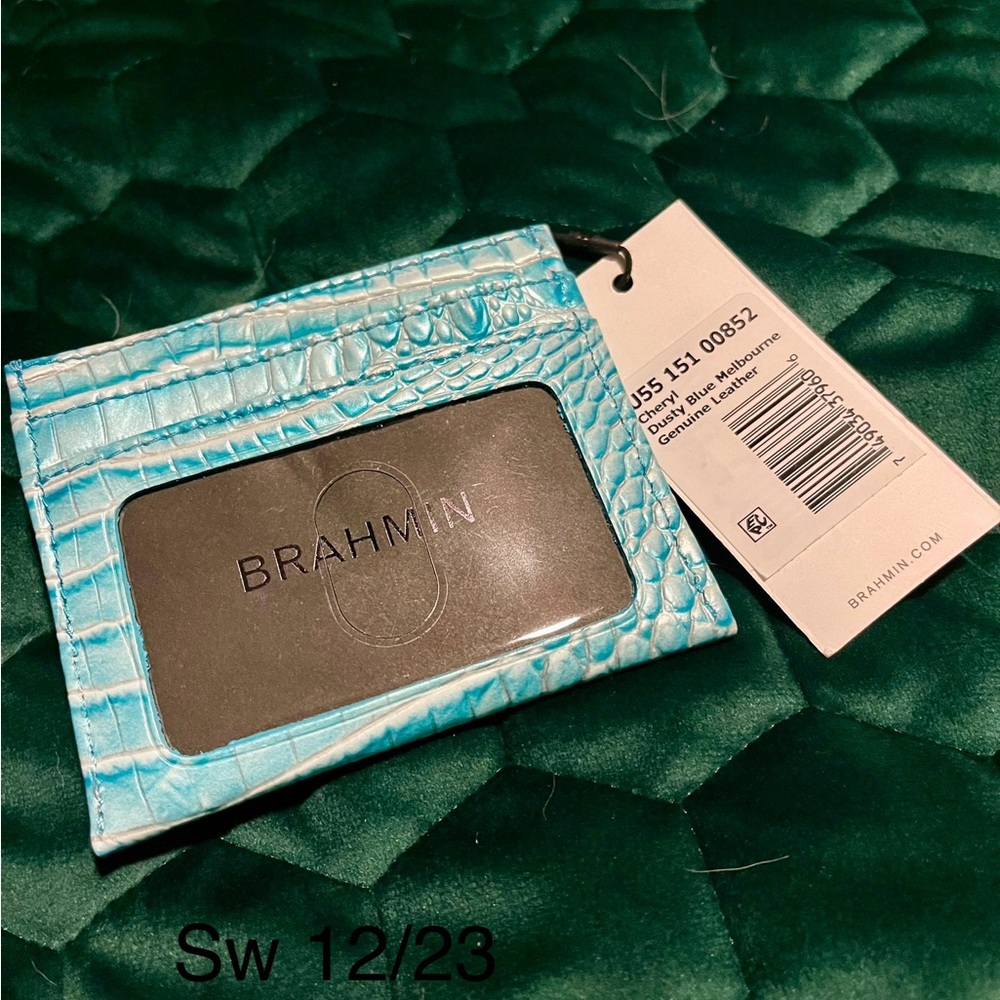 BRAHMIN
J55 151 00852
Cheryl
Dusty Blue Melbourne
Genuine Leather
BRAHMIN.COM
Sw 12/23